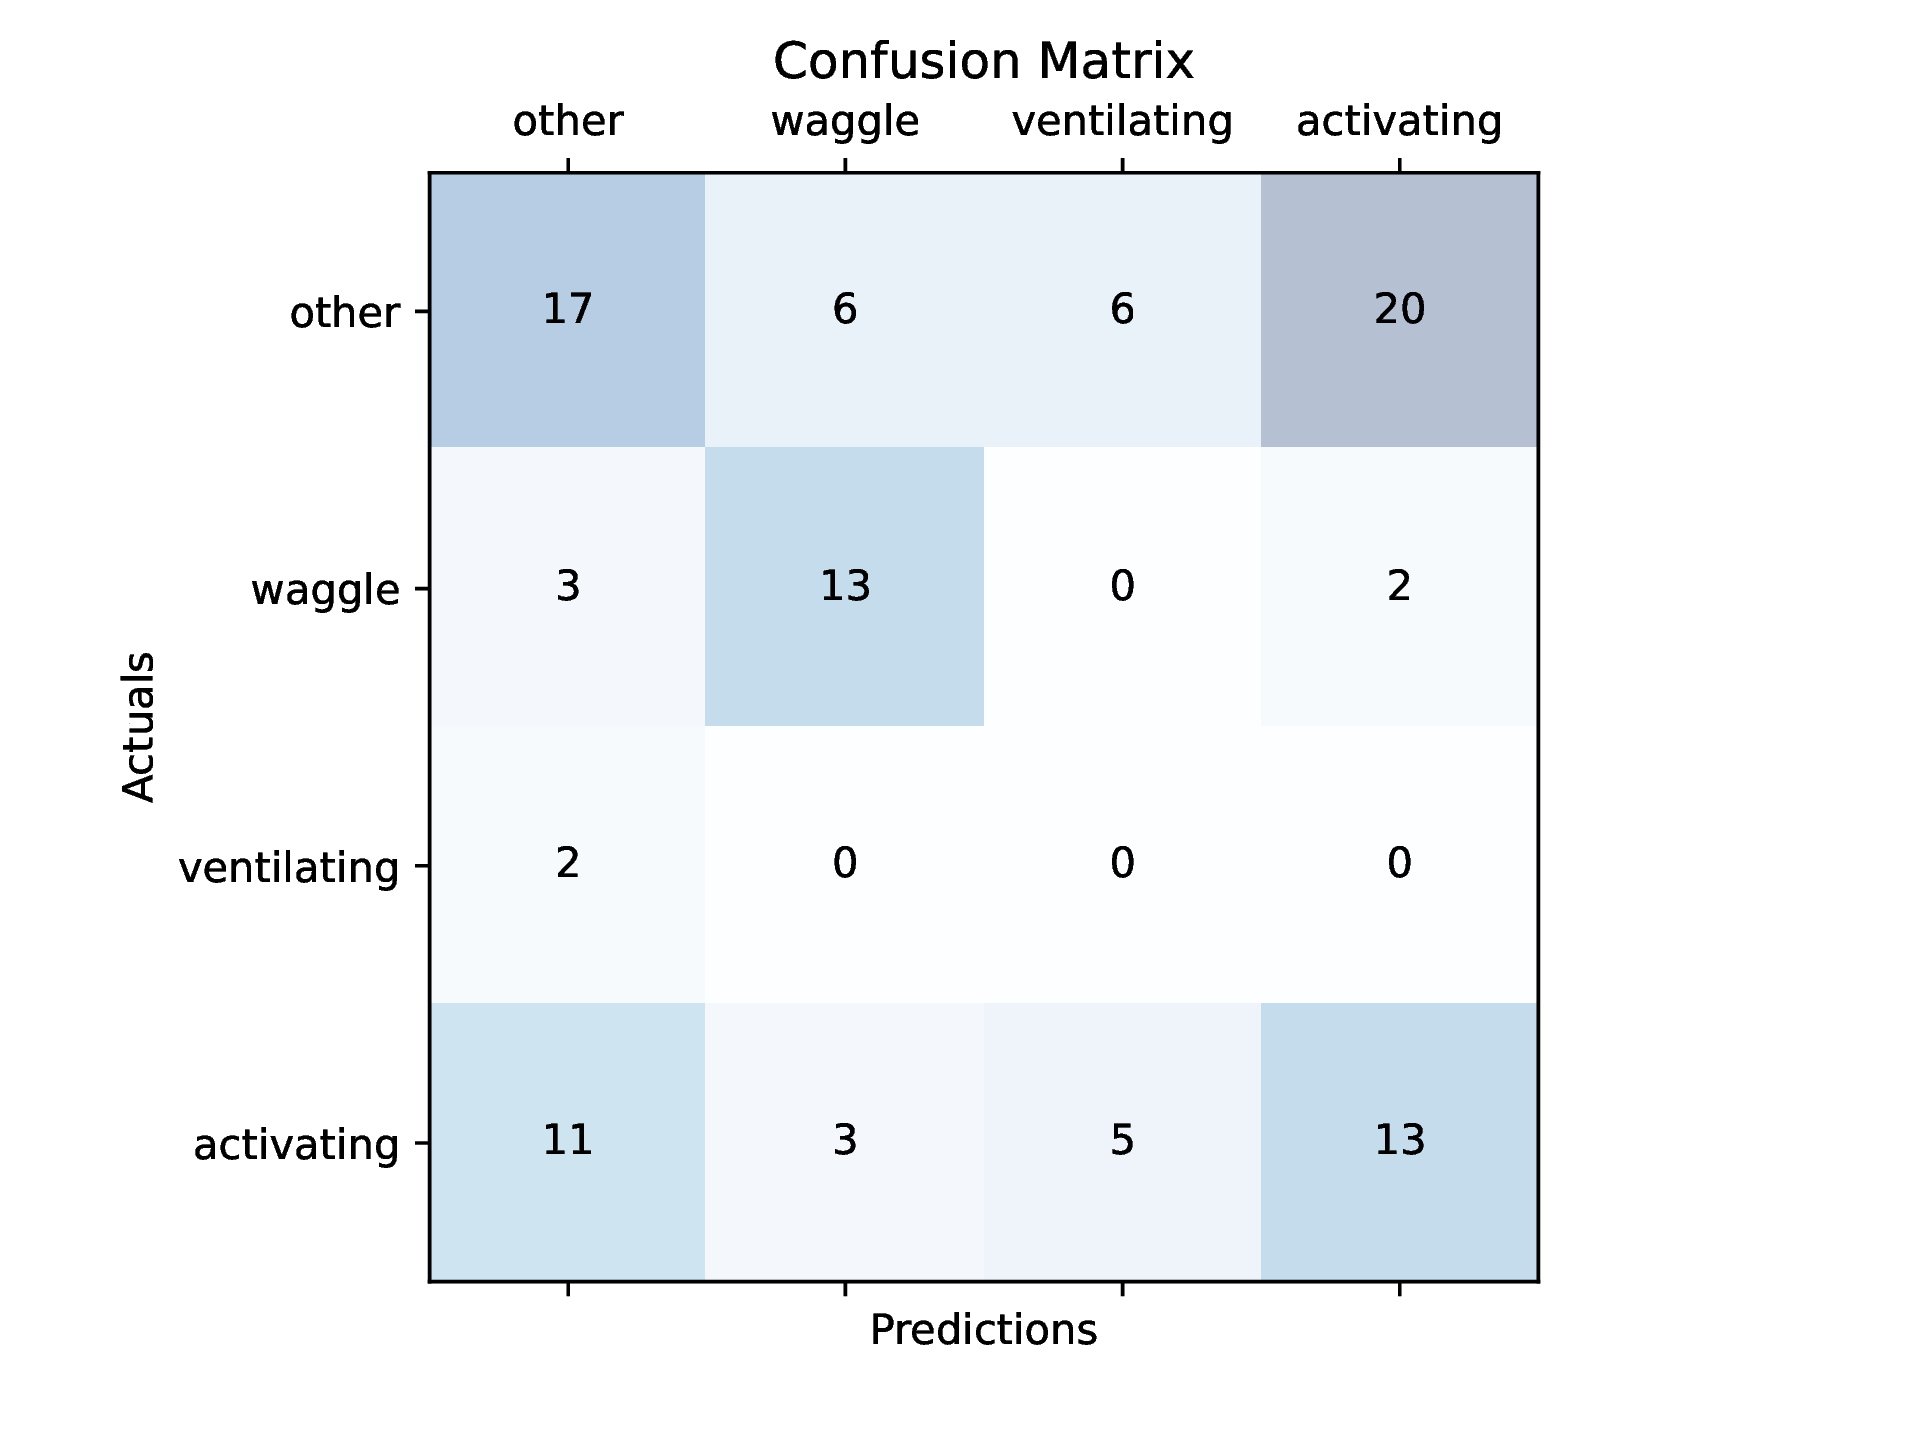 Confusion Matrix
other waggle ventilating activating
other 17 6 6 20
waggle 3 13 0 2
Actuals
ventilating 2 0 0 0
activating 11 3 5 13
Predictions